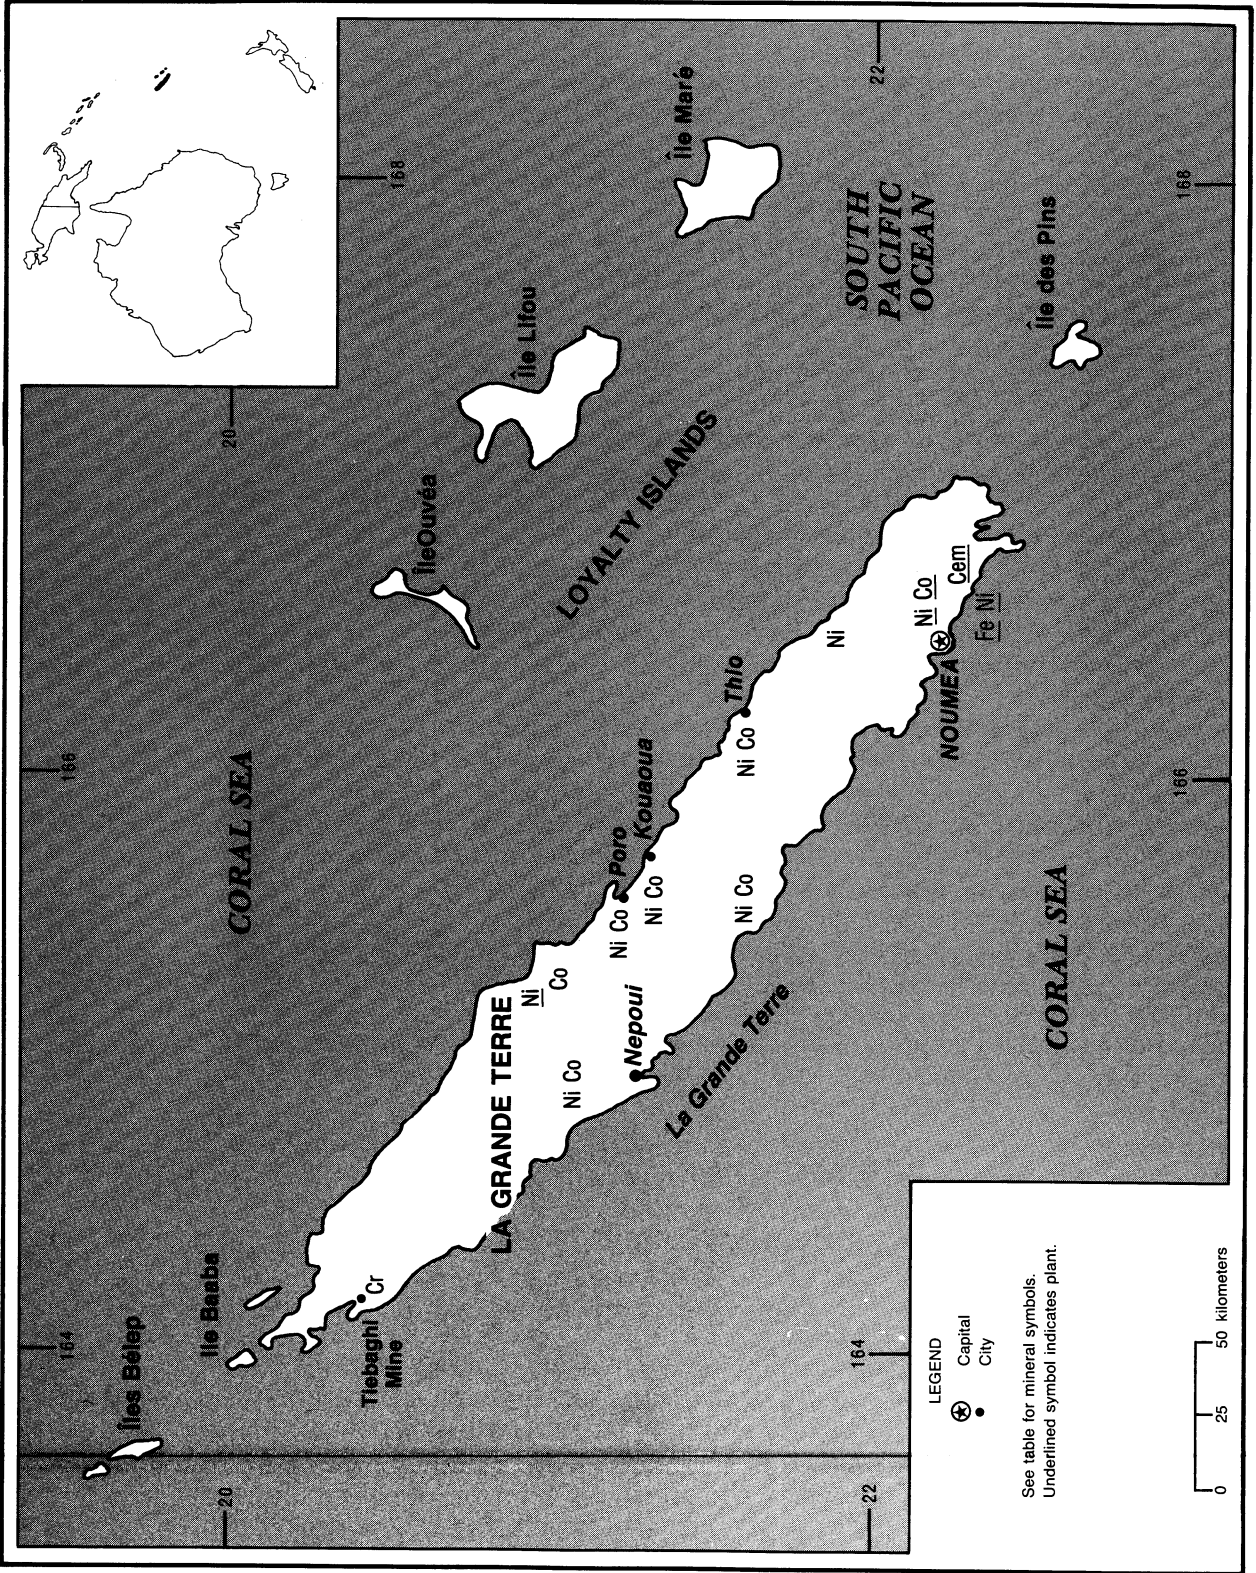 168
22
Île Maré
SOUTH
PACIFIC
OCEAN
168
Île des Pins
Île Lifou
20
LOYALTY ISLANDS
ÎleOuvéa
CORAL SEA
166
Thio
Ni
Ni Co
Cem
Fe Ni
NOUMEA
Ni Co
Kouaoua
Poro
Ni Co
Ni Co
Ni Co
166
CORAL SEA
Ni
Co
LA GRANDE TERRE
Nepoui
Ni Co
La Grande Terre
Île Baaba
Îles Bélep
164
Cr
Tiebaghi
Mine
20
164
22
LEGEND
Capital
City
See table for mineral symbols.
Underlined symbol indicates plant.
0 25 50 kilometers